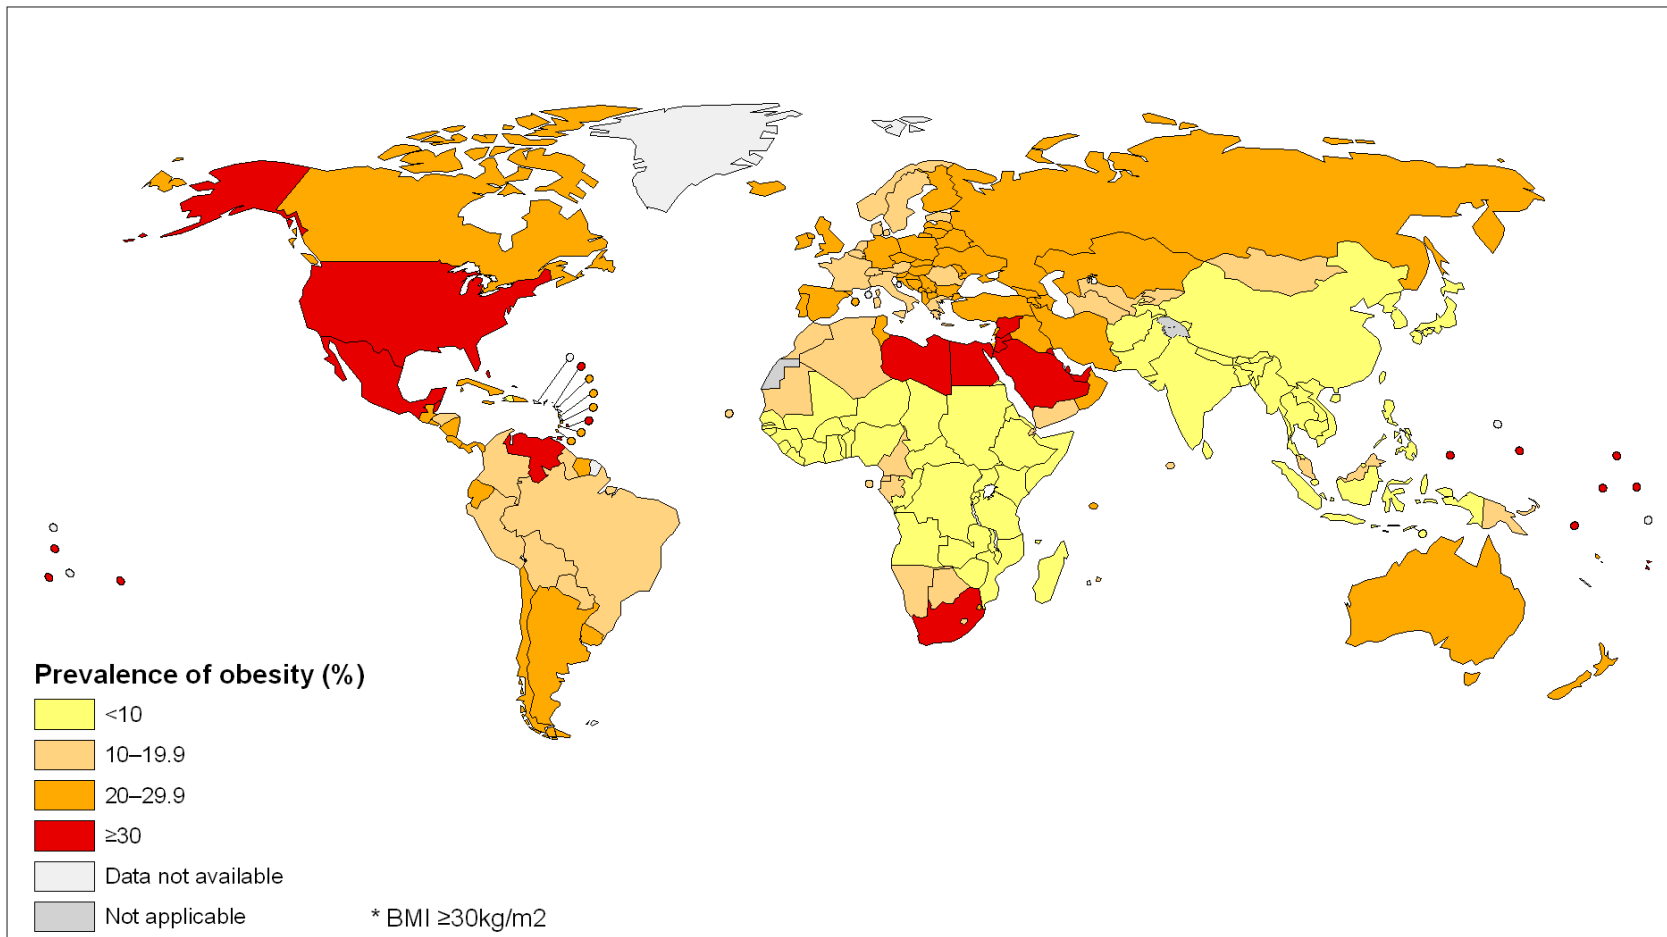 Prevalence of obesity (%)
<10
10–19.9
20–29.9
≥30
Data not available
Not applicable
* BMI ≥30kg/m2